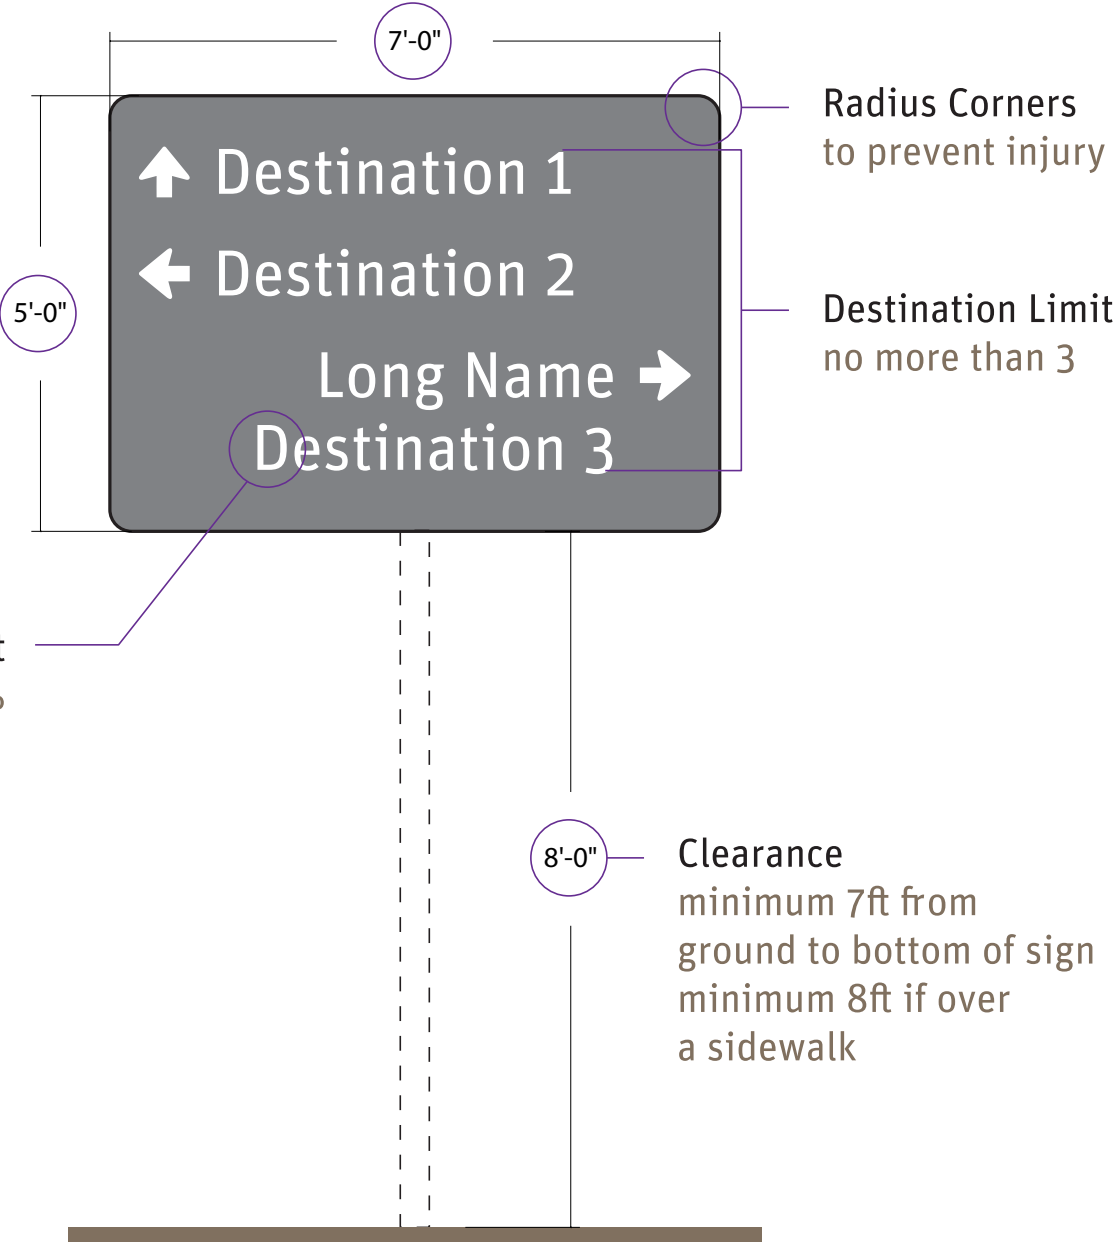 7'-0"
Radius Corners
to prevent injury
Destination 1
5'-0"
Destination 2
Destination Limit
no more than 3
Long Name
Destination 3
8'-0"
Clearance
minimum 7ft from
ground to bottom of sign
minimum 8ft if over
a sidewalk